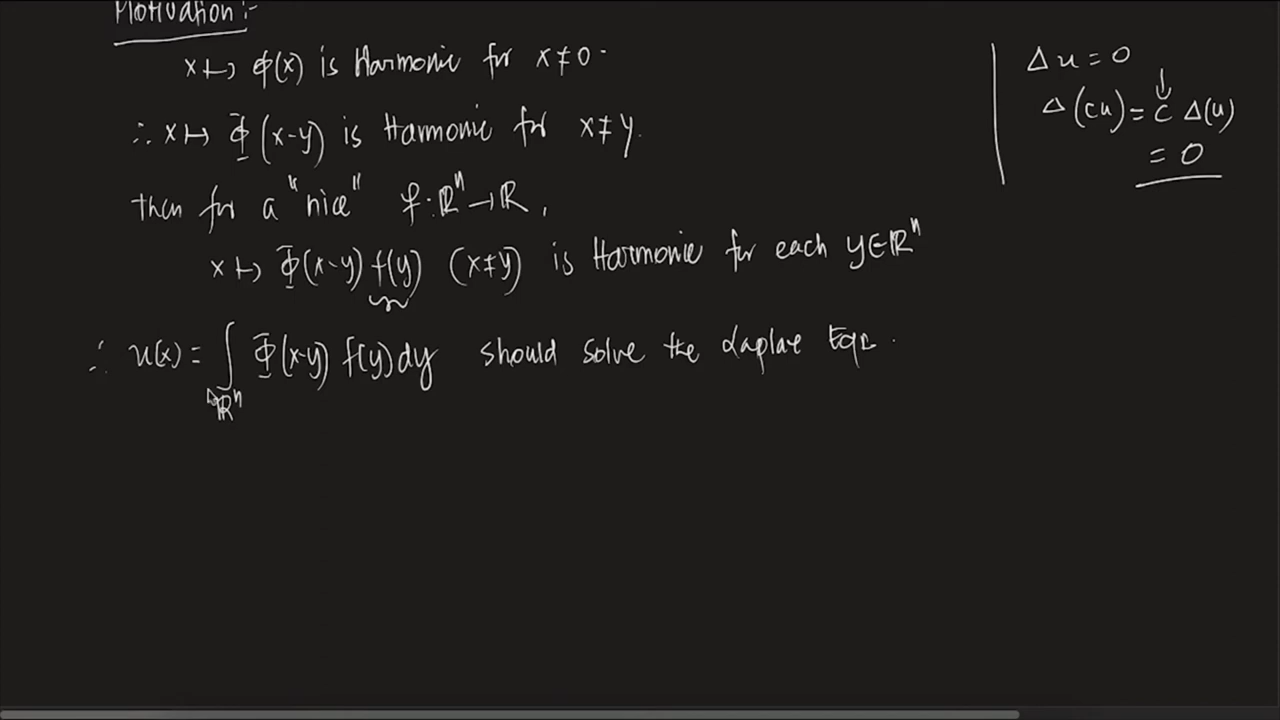 Motivation :-
x ↦ φ(x) is Harmonic for x ≠ 0.
∴ x ↦ Φ(x-y) is Harmonic for x ≠ y.
then for a "nice" f : ℝⁿ → ℝ,
x ↦ Φ(x-y) f(y) (x ≠ y) is Harmonic for each y ∈ ℝⁿ
∴ u(x) = ∫_ℝⁿ Φ(x-y) f(y) dy should solve the Laplace Eqn.
Δu = 0
Δ(cu) = c Δ(u)
= 0